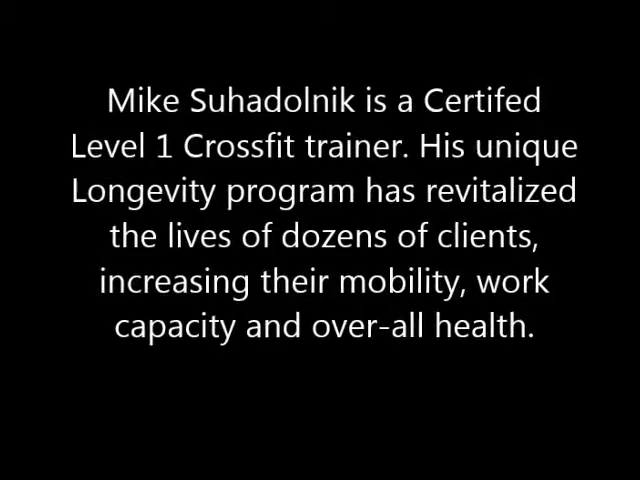 Mike Suhadolnik is a Certifed
Level 1 Crossfit trainer. His unique
Longevity program has revitalized
the lives of dozens of clients,
increasing their mobility, work
capacity and over-all health.